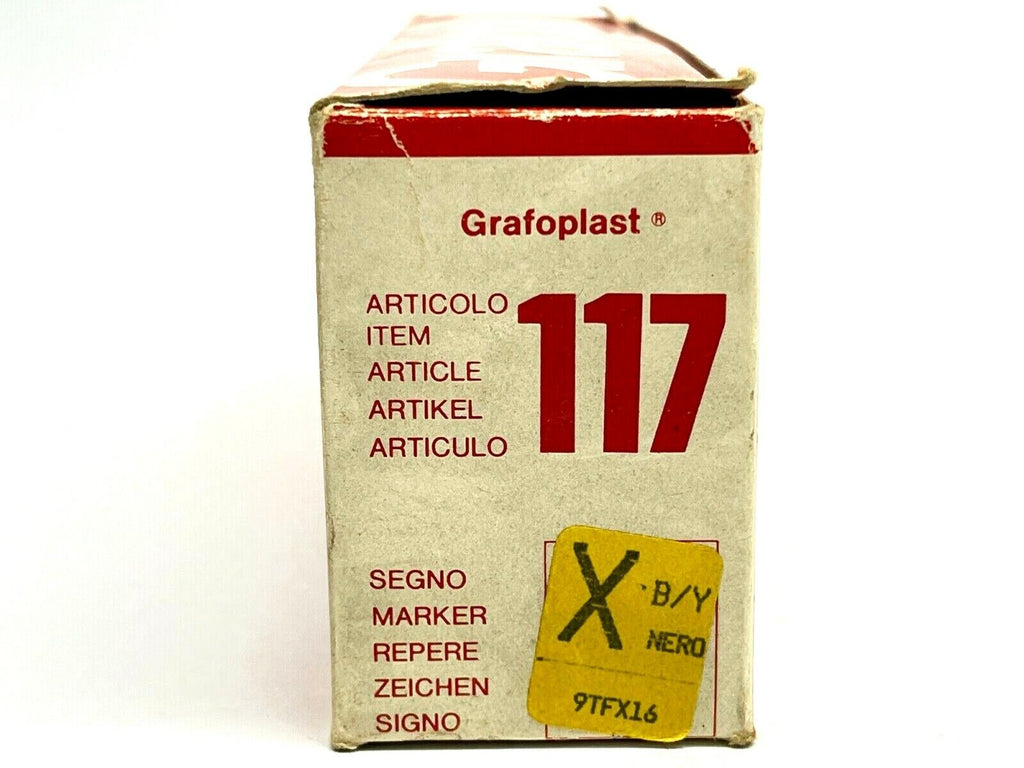 Grafoplast ®
ARTICOLO
ITEM
ARTICLE
ARTIKEL
ARTICULO
117
SEGNO
MARKER
REPERE
ZEICHEN
SIGNO
X
B/Y
NERO
9TFX16